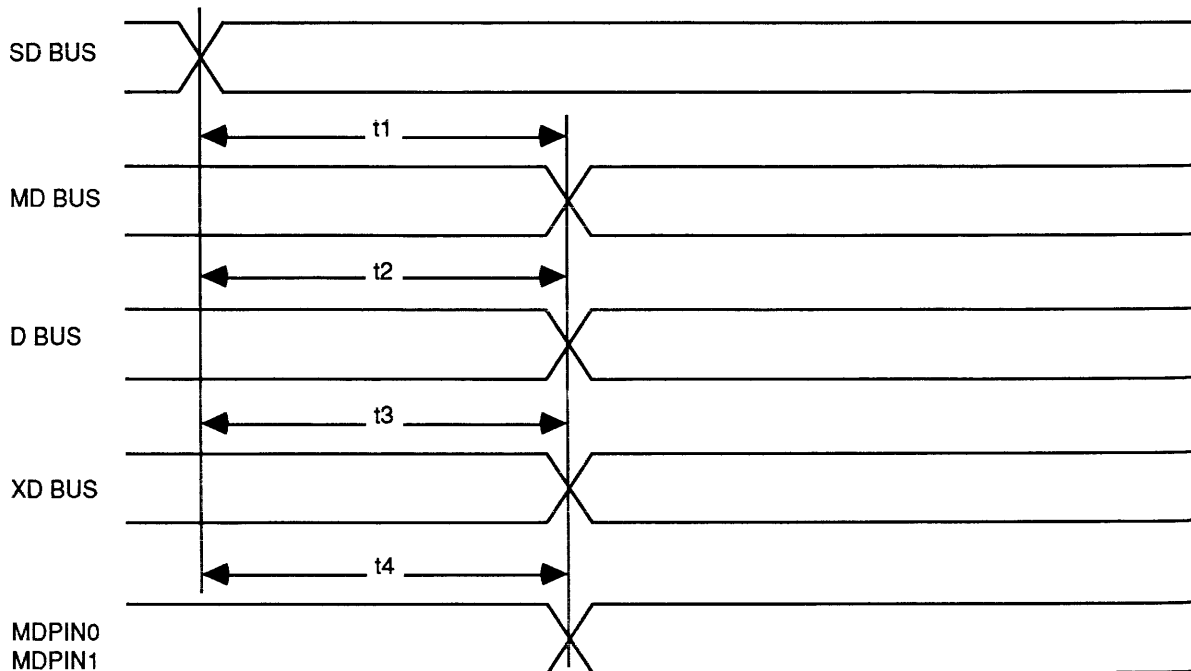 SD BUS
t1
MD BUS
t2
D BUS
t3
XD BUS
t4
MDPIN0
MDPIN1